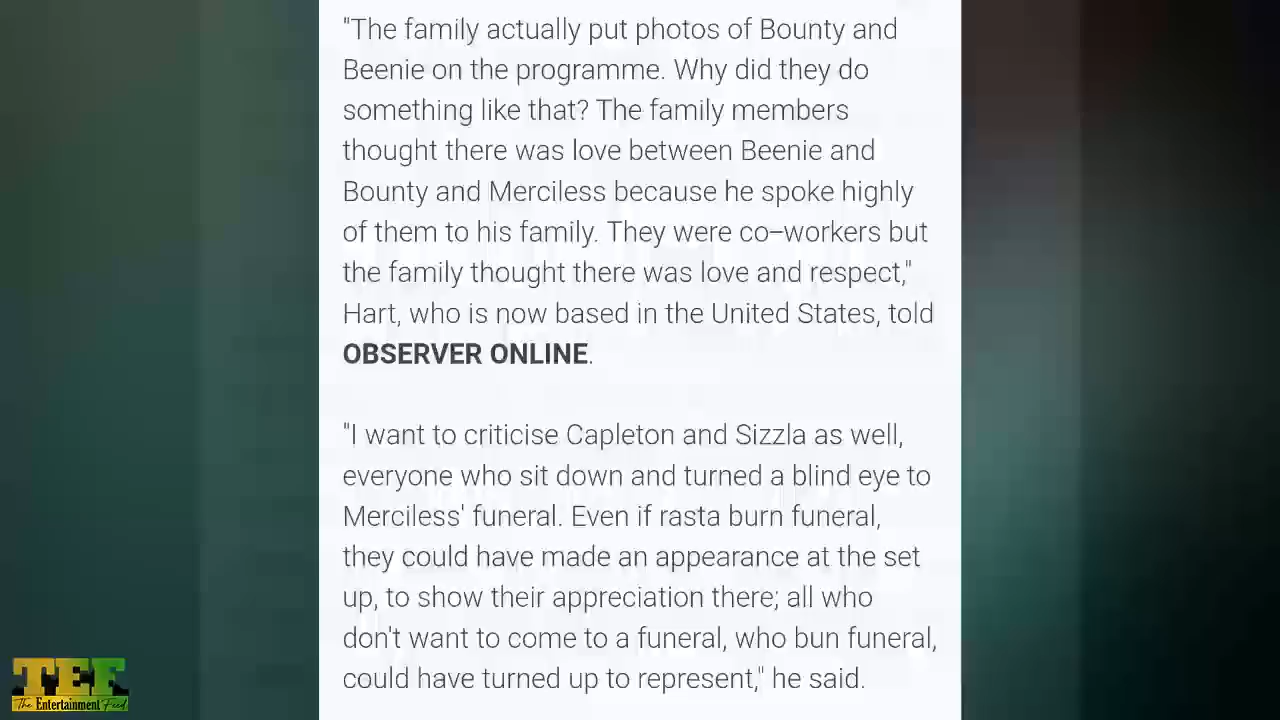 "The family actually put photos of Bounty and
Beenie on the programme. Why did they do
something like that? The family members
thought there was love between Beenie and
Bounty and Merciless because he spoke highly
of them to his family. They were co–workers but
the family thought there was love and respect,"
Hart, who is now based in the United States, told
OBSERVER ONLINE.
"I want to criticise Capleton and Sizzla as well,
everyone who sit down and turned a blind eye to
Merciless' funeral. Even if rasta burn funeral,
they could have made an appearance at the set
up, to show their appreciation there; all who
don't want to come to a funeral, who bun funeral,
could have turned up to represent," he said.
TEF
The Entertainment Feed